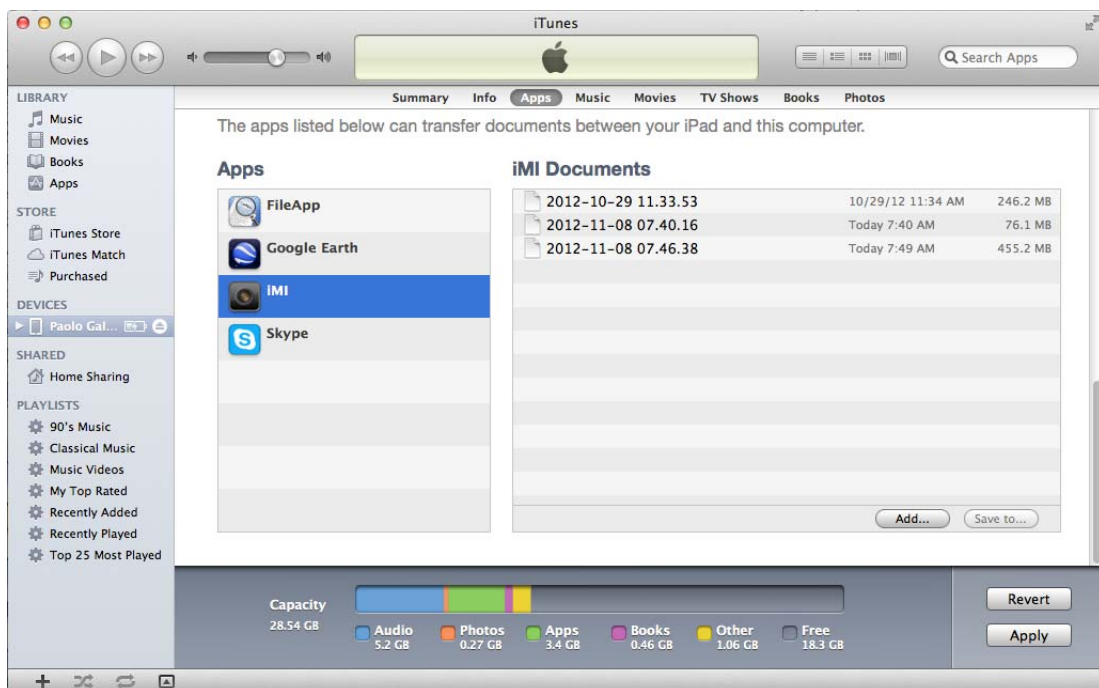 iTunes
Search Apps
LIBRARY
Music
Movies
Books
Apps
STORE
iTunes Store
iTunes Match
Purchased
DEVICES
Paolo Gal...
SHARED
Home Sharing
PLAYLISTS
90's Music
Classical Music
Music Videos
My Top Rated
Recently Added
Recently Played
Top 25 Most Played
Summary Info Apps Music Movies TV Shows Books Photos
The apps listed below can transfer documents between your iPad and this computer.
Apps
FileApp
Google Earth
iMI
Skype
iMI Documents
2012-10-29 11.33.53 10/29/12 11:34 AM 246.2 MB
2012-11-08 07.40.16 Today 7:40 AM 76.1 MB
2012-11-08 07.46.38 Today 7:49 AM 455.2 MB
Add... Save to...
Capacity
28.54 GB
Audio
5.2 GB
Photos
0.27 GB
Apps
3.4 GB
Books
0.46 GB
Other
1.06 GB
Free
18.3 GB
Revert
Apply